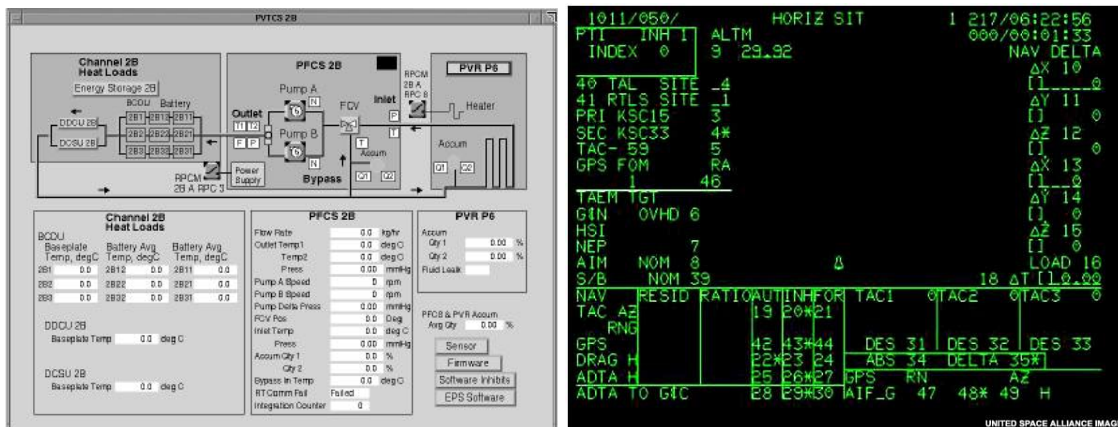 PVTCS 2B
Channel 2B
Heat Loads
Energy Storage 2B
BCDU Battery
2B1 2B12 2B11
2B2 2B22 2B21
2B3 2B32 2B31
DDCU 2B
DCSU 2B
RPCM
2B A RPC 3
PFCS 2B
Pump A
N
Outlet
T1 T2
F P
Pump B
N
FCV
Inlet
P
T
T
Accum
Q1 Q2
Bypass
Power
Supply
RPCM
2B A
RPC 8
PVR P6
Heater
Accum
Q1 Q2
Channel 2B
Heat Loads
BCDU
Baseplate Battery Avg Battery Avg
Temp, degC Temp, degC Temp, degC
2B1 0.0 2B12 0.0 2B11 0.0
2B2 0.0 2B22 0.0 2B21 0.0
2B3 0.0 2B32 0.0 2B31 0.0
DDCU 2B
Baseplate Temp 0.0 deg C
DCSU 2B
Baseplate Temp 0.0 deg C
PFCS 2B
Flow Rate 0.0 kg/hr
Outlet Temp1 0.0 deg C
Temp2 0.0 deg C
Press 0.00 mmHg
Pump A Speed 0 rpm
Pump B Speed 0 rpm
Pump Delta Press 0.00 mmHg
FCV Pos 0.0 Deg
Inlet Temp 0.0 deg C
Press 0.00 mmHg
Accum Qty 1 0.0 %
Qty 2 0.0 %
Bypass In Temp 0.0 deg C
RT Comm Fail Failed
Integration Counter 0
PVR P6
Accum
Qty 1 0.00 %
Qty 2 0.00 %
Fluid Leak
PFCS & PVR Accum
Avrg Qty 0.00 %
Sensor
Firmware
Software Inhibits
EPS Software
1011/050/ HORIZ SIT 1 217/06:22:56
000/00:01:33
PTI INH 1 ALTM
INDEX 0 9 29.92 NAV DELTA
ΔX 10
40 TAL SITE _4 [] 0
41 RTLS SITE _1 ΔY 11
PRI KSC15 3 [] 0
SEC KSC33 4* ΔZ 12
TAC- 59 5 [] 0
GPS FOM RA ΔẊ 13
1 46 [] 0
TAEM TGT ΔẎ 14
G&N OVHD 6 [] 0
HSI ΔŻ 15
NEP 7 [] 0
AIM NOM 8 LOAD 16
S/B NOM 39 18 ΔT []0.00
NAV RESID RATIO AUT INH FOR TAC1 0 TAC2 0 TAC3 0
TAC AZ 19 20*21
RNG
GPS 42 43*44 DES 31 DES 32 DES 33
DRAG H 22*23 24 ABS 34 DELTA 35*
ADTA H 25 26*27 GPS RN AZ
ADTA TO G&C 28 29*30 AIF_G 47 48* 49 H
UNITED SPACE ALLIANCE IMAG